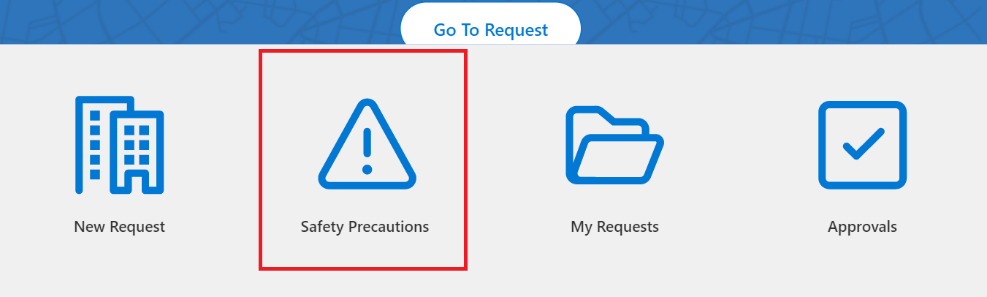 Go To Request
New Request
Safety Precautions
My Requests
Approvals